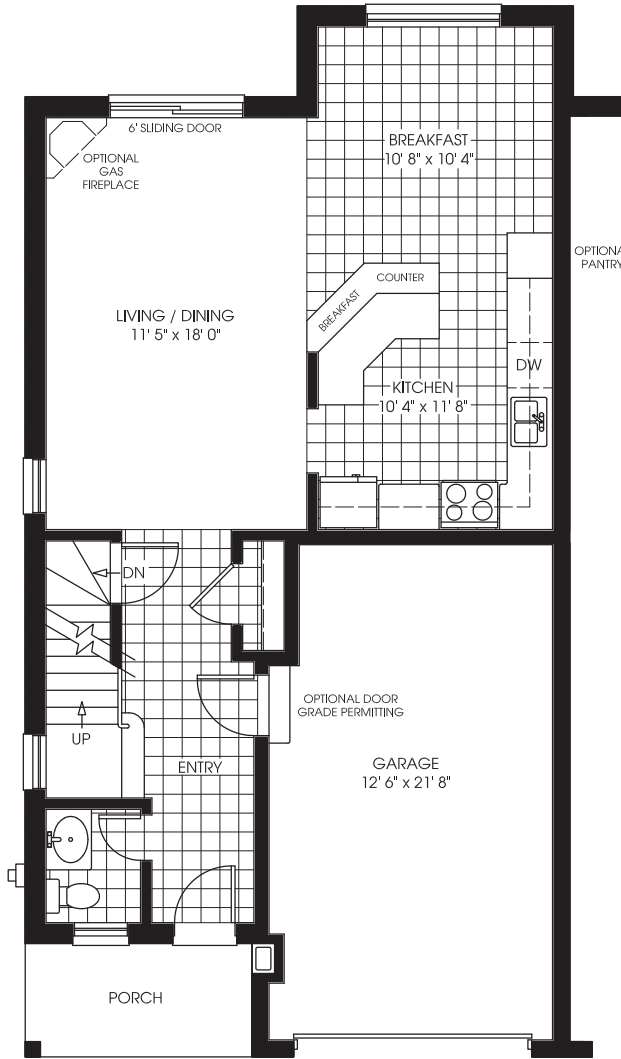 6' SLIDING DOOR
OPTIONAL
GAS
FIREPLACE
BREAKFAST
10' 8" x 10' 4"
OPTIONA
PANTRY
COUNTER
BREAKFAST
LIVING / DINING
11' 5" x 18' 0"
DW
KITCHEN
10' 4" x 11' 8"
DN
OPTIONAL DOOR
GRADE PERMITTING
UP
ENTRY
GARAGE
12' 6" x 21' 8"
PORCH